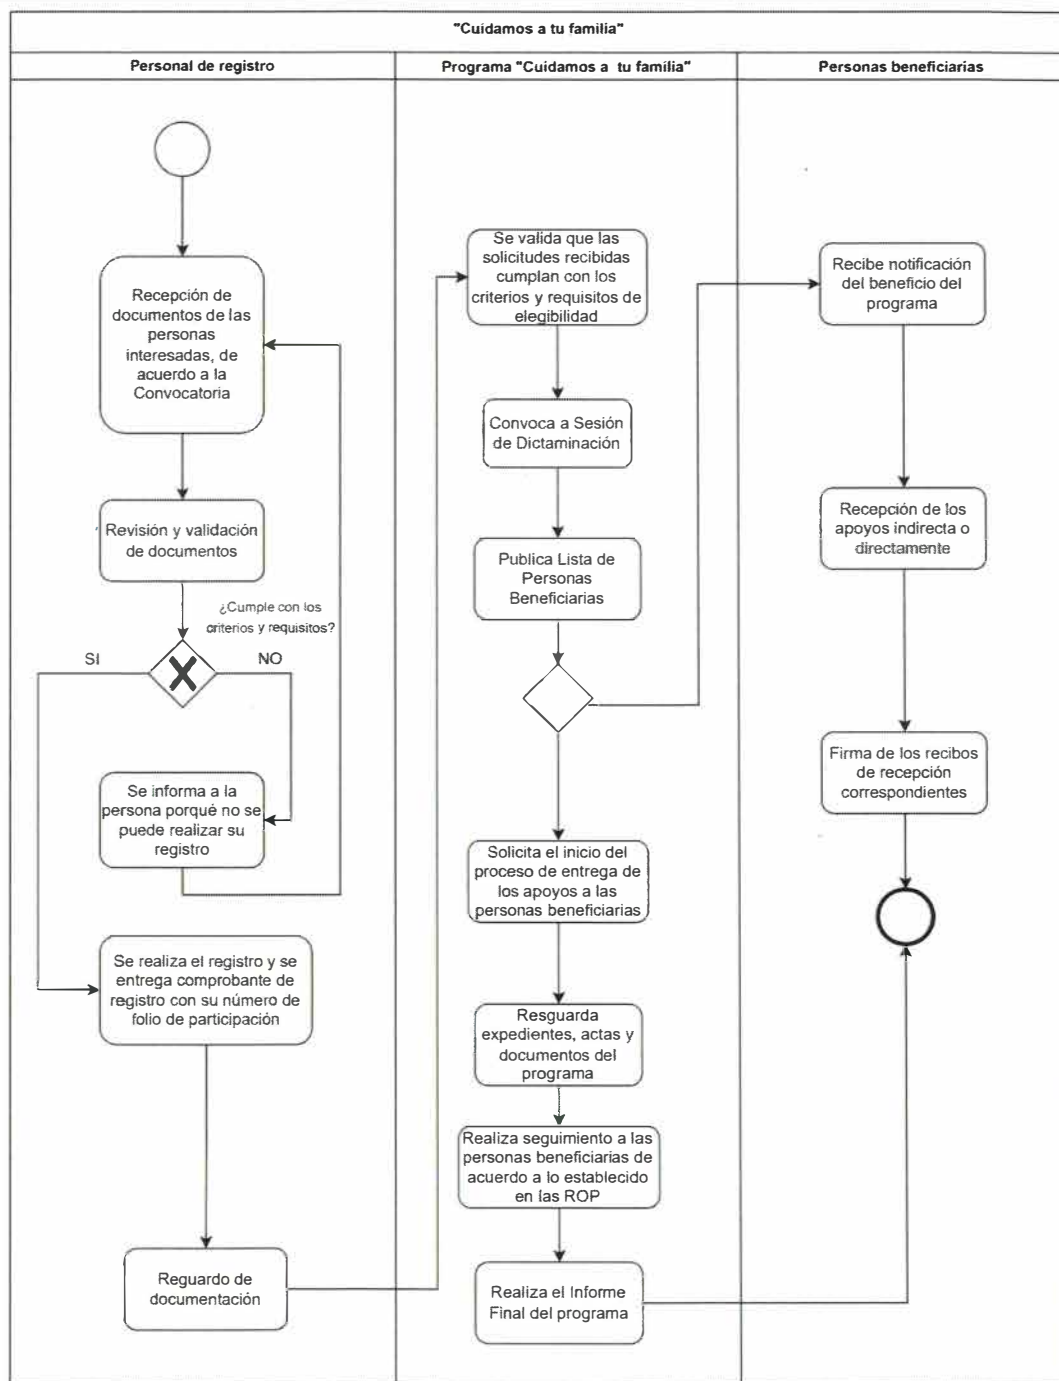 "Cuidamos a tu familia"
Personal de registro
Programa "Cuidamos a tu familia"
Personas beneficiarias
Recepción de
documentos de las
personas
interesadas, de
acuerdo a la
Convocatoria
Revisión y validación
de documentos
¿Cumple con los
criterios y requisitos?
SI
NO
Se informa a la
persona porqué no se
puede realizar su
registro
Se realiza el registro y se
entrega comprobante de
registro con su número de
folio de participación
Reguardo de
documentación
Se valida que las
solicitudes recibidas
cumplan con los
criterios y requisitos de
elegibilidad
Convoca a Sesión
de Dictaminación
Publica Lista de
Personas
Beneficiarias
Solicita el inicio del
proceso de entrega de
los apoyos a las
personas beneficiarias
Resguarda
expedientes, actas y
documentos del
programa
Realiza seguimiento a las
personas beneficiarias de
acuerdo a lo establecido
en las ROP
Realiza el Informe
Final del programa
Recibe notificación
del beneficio del
programa
Recepción de los
apoyos indirecta o
directamente
Firma de los recibos
de recepción
correspondientes